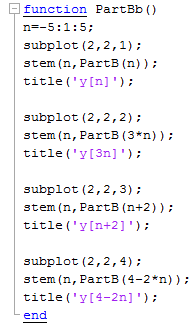 function PartBb()
n=-5:1:5;
subplot(2,2,1);
stem(n,PartB(n));
title('y[n]');
subplot(2,2,2);
stem(n,PartB(3*n));
title('y[3n]');
subplot(2,2,3);
stem(n,PartB(n+2));
title('y[n+2]');
subplot(2,2,4);
stem(n,PartB(4-2*n));
title('y[4-2n]');
end